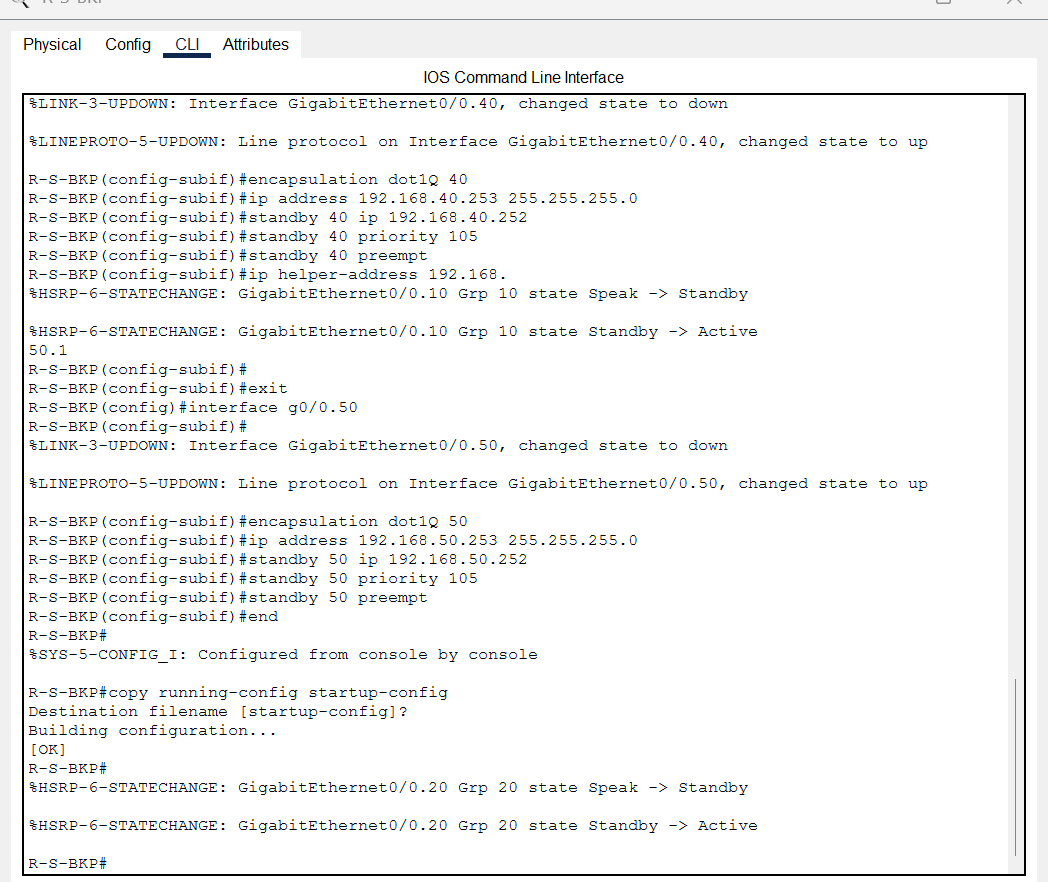 R-S-BKP
Physical Config CLI Attributes
IOS Command Line Interface
%LINK-3-UPDOWN: Interface GigabitEthernet0/0.40, changed state to down
%LINEPROTO-5-UPDOWN: Line protocol on Interface GigabitEthernet0/0.40, changed state to up
R-S-BKP(config-subif)#encapsulation dot1Q 40
R-S-BKP(config-subif)#ip address 192.168.40.253 255.255.255.0
R-S-BKP(config-subif)#standby 40 ip 192.168.40.252
R-S-BKP(config-subif)#standby 40 priority 105
R-S-BKP(config-subif)#standby 40 preempt
R-S-BKP(config-subif)#ip helper-address 192.168.
%HSRP-6-STATECHANGE: GigabitEthernet0/0.10 Grp 10 state Speak -> Standby
%HSRP-6-STATECHANGE: GigabitEthernet0/0.10 Grp 10 state Standby -> Active
50.1
R-S-BKP(config-subif)#
R-S-BKP(config-subif)#exit
R-S-BKP(config)#interface g0/0.50
R-S-BKP(config-subif)#
%LINK-3-UPDOWN: Interface GigabitEthernet0/0.50, changed state to down
%LINEPROTO-5-UPDOWN: Line protocol on Interface GigabitEthernet0/0.50, changed state to up
R-S-BKP(config-subif)#encapsulation dot1Q 50
R-S-BKP(config-subif)#ip address 192.168.50.253 255.255.255.0
R-S-BKP(config-subif)#standby 50 ip 192.168.50.252
R-S-BKP(config-subif)#standby 50 priority 105
R-S-BKP(config-subif)#standby 50 preempt
R-S-BKP(config-subif)#end
R-S-BKP#
%SYS-5-CONFIG_I: Configured from console by console
R-S-BKP#copy running-config startup-config
Destination filename [startup-config]?
Building configuration...
[OK]
R-S-BKP#
%HSRP-6-STATECHANGE: GigabitEthernet0/0.20 Grp 20 state Speak -> Standby
%HSRP-6-STATECHANGE: GigabitEthernet0/0.20 Grp 20 state Standby -> Active
R-S-BKP#